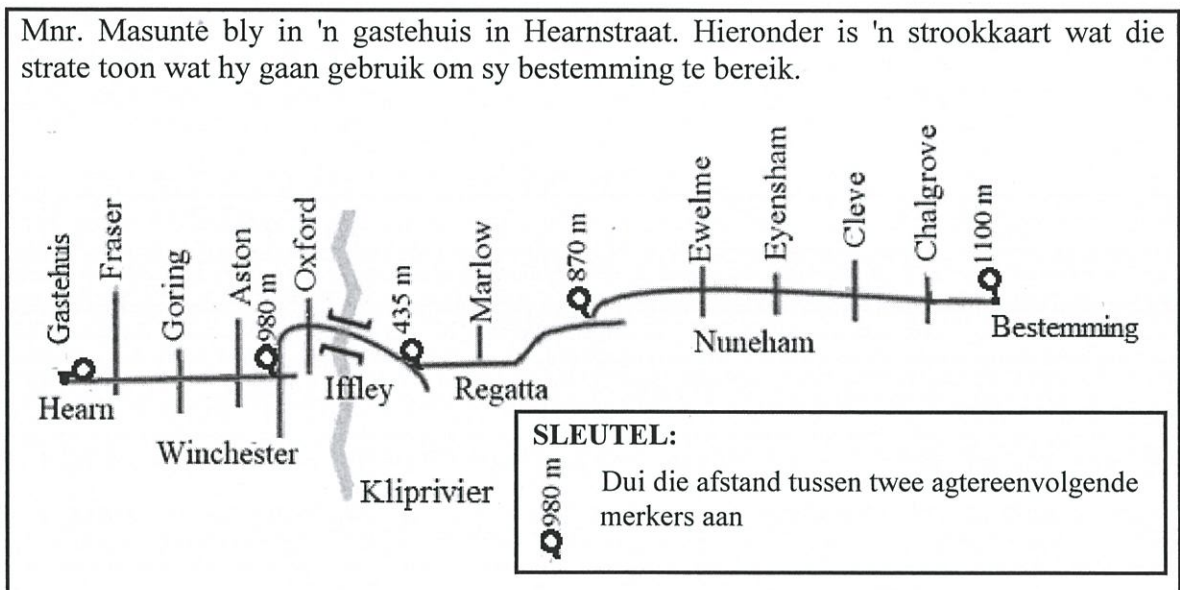 Mnr. Masunte bly in 'n gastehuis in Hearnstraat. Hieronder is 'n strookkaart wat die
strate toon wat hy gaan gebruik om sy bestemming te bereik.
Gastehuis
Fraser
Goring
Aston
980 m
Oxford
435 m
Marlow
870 m
Ewelme
Eyensham
Cleve
Chalgrove
1100 m
Bestemming
Nuneham
Hearn
Iffley
Regatta
Winchester
Kliprivier
SLEUTEL:
980 m
Dui die afstand tussen twee agtereenvolgende
merkers aan